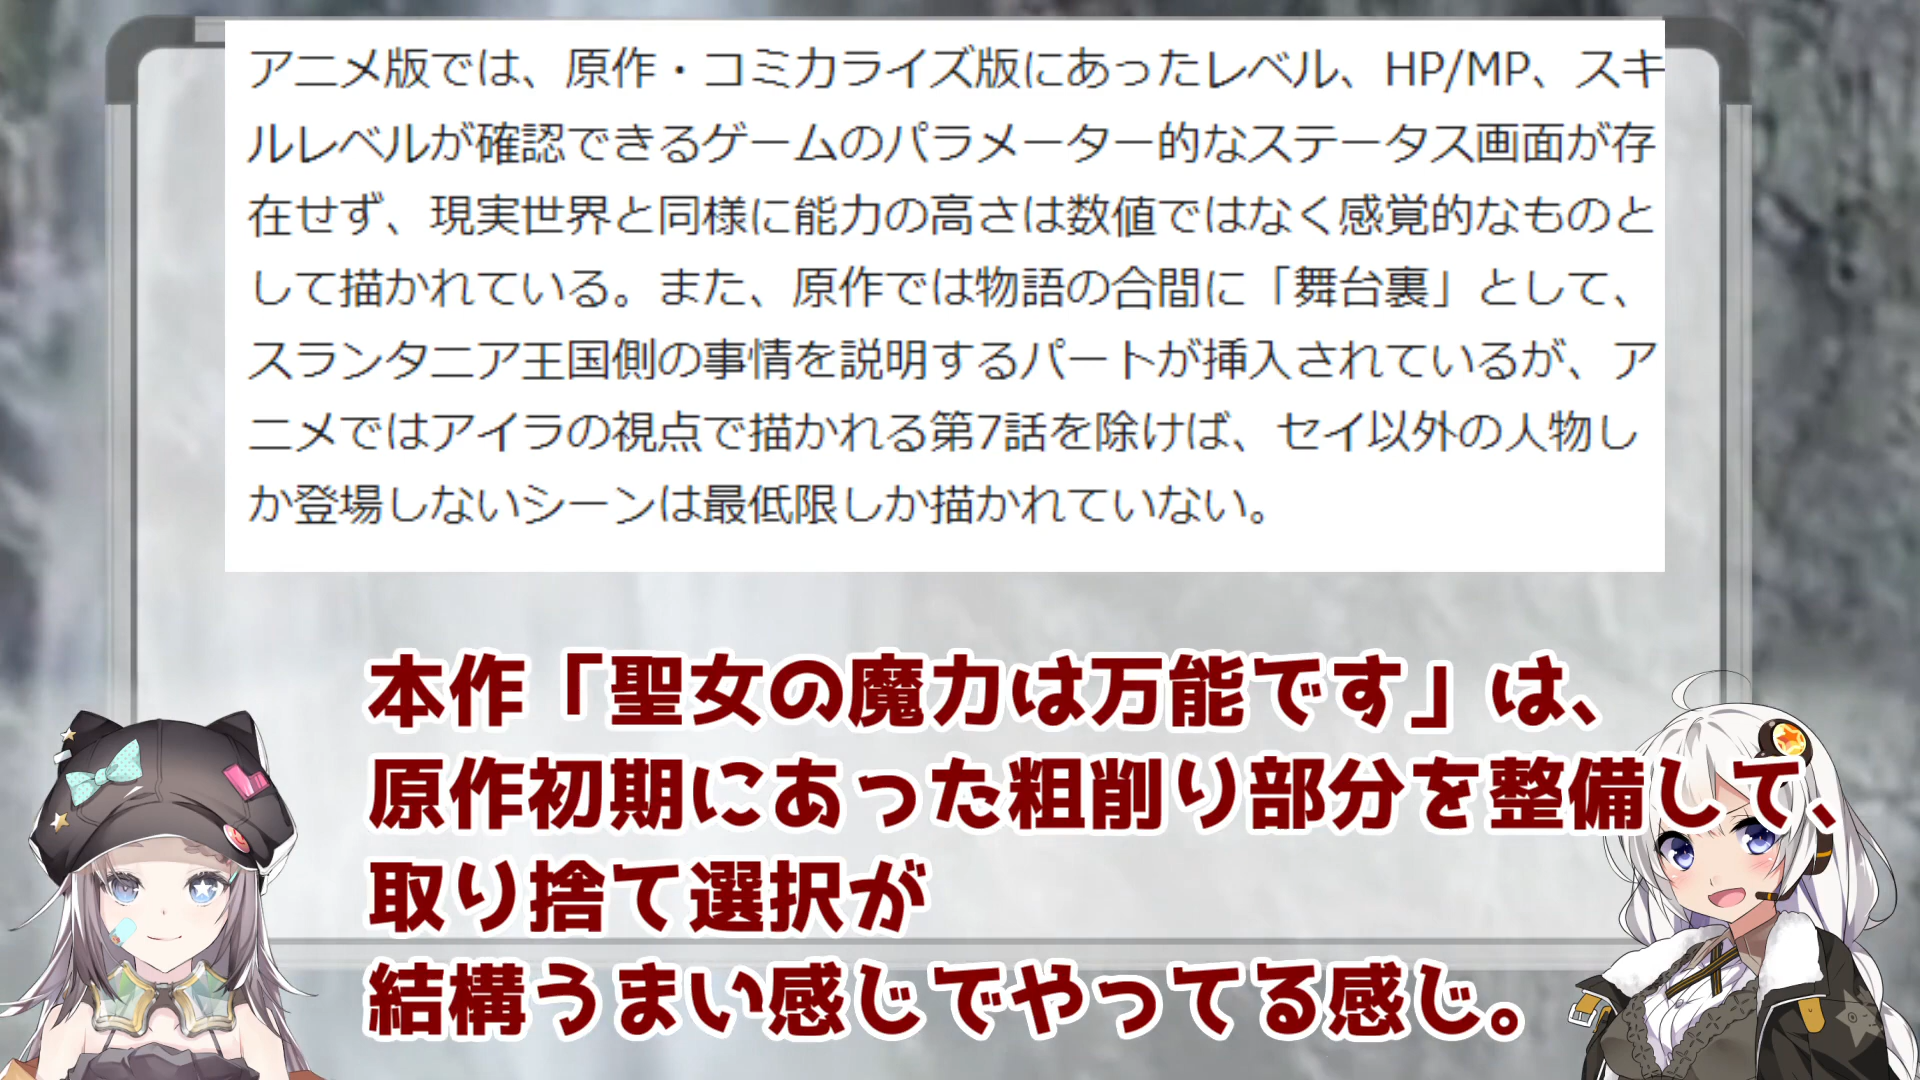 アニメ版では、原作・コミカライズ版にあったレベル、HP/MP、スキ
ルレベルが確認できるゲームのパラメーター的なステータス画面が存
在せず、現実世界と同様に能力の高さは数値ではなく感覚的なものと
して描かれている。また、原作では物語の合間に「舞台裏」として、
スランタニア王国側の事情を説明するパートが挿入されているが、ア
ニメではアイラの視点で描かれる第7話を除けば、セイ以外の人物し
か登場しないシーンは最低限しか描かれていない。
本作「聖女の魔力は万能です」は、
原作初期にあった粗削り部分を整備して、
取り捨て選択が
結構うまい感じでやってる感じ。